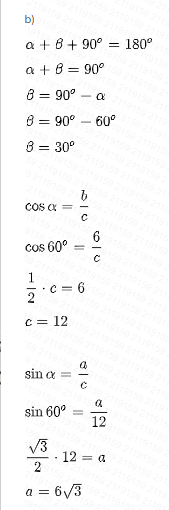 b)
α + β + 90° = 180°
α + β = 90°
β = 90° − α
β = 90° − 60°
β = 30°
cos α = b/c
cos 60° = 6/c
1/2 · c = 6
c = 12
sin α = a/c
sin 60° = a/12
√3/2 · 12 = a
a = 6√3